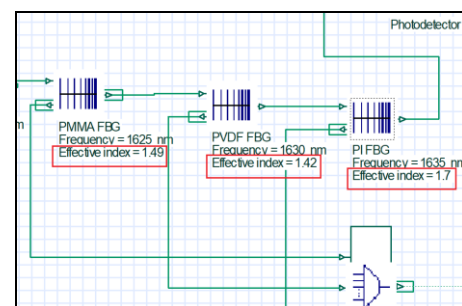 Photodetector
PMMA FBG
Frequency = 1625 nm
Effective index = 1.49
PVDF FBG
Frequency = 1630 nm
Effective index = 1.42
PI FBG
Frequency = 1635 nm
Effective index = 1.7
m